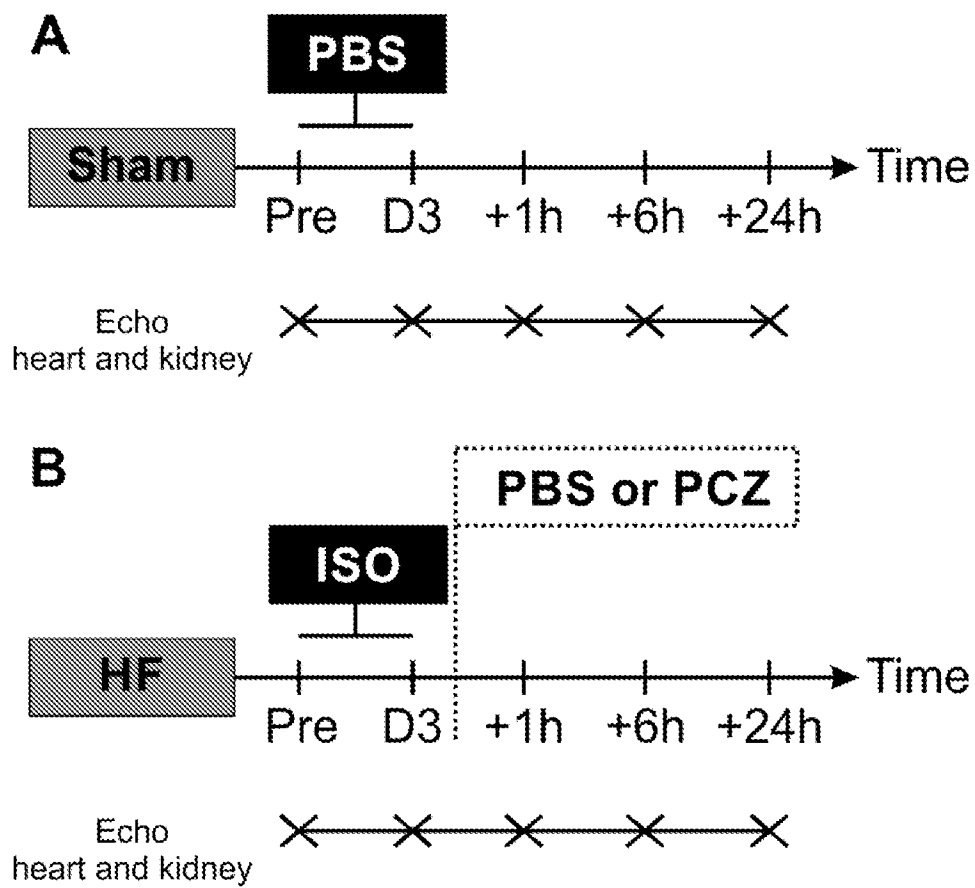 A
PBS
Sham
Time
Pre D3 +1h +6h +24h
Echo
heart and kidney
B
PBS or PCZ
ISO
HF
Time
Pre D3 +1h +6h +24h
Echo
heart and kidney